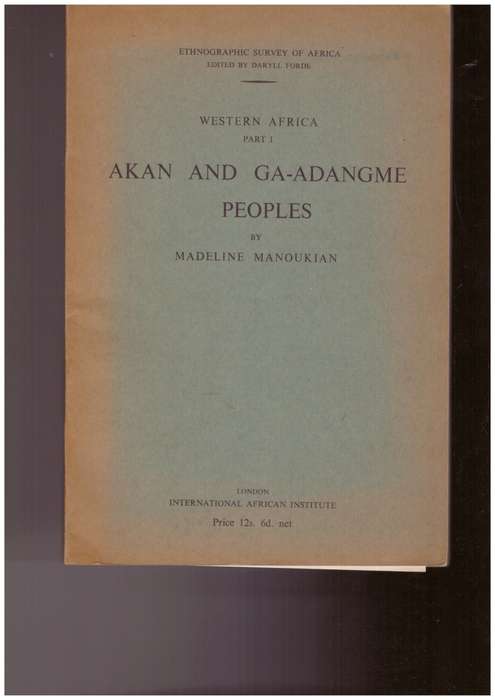 ETHNOGRAPHIC SURVEY OF AFRICA
EDITED BY DARYLL FORDE
WESTERN AFRICA
PART I
AKAN AND GA-ADANGME
PEOPLES
BY
MADELINE MANOUKIAN
LONDON
INTERNATIONAL AFRICAN INSTITUTE
Price 12s. 6d. net